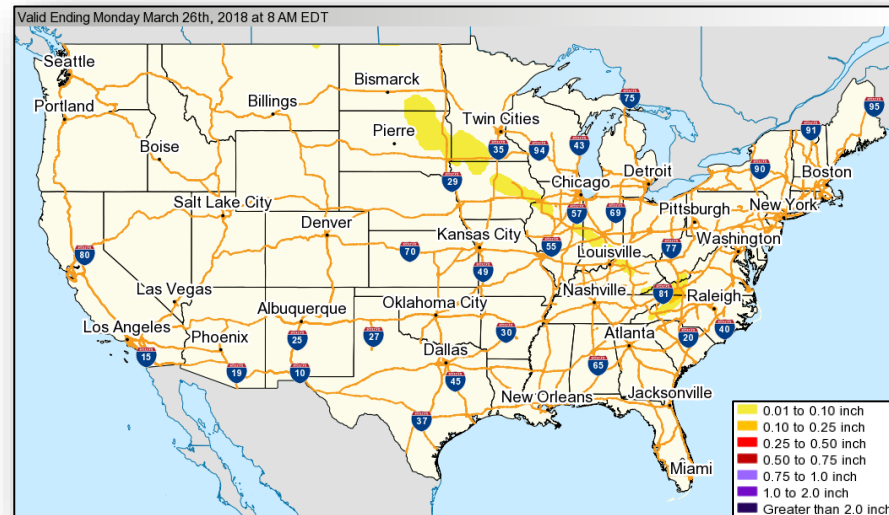 Valid Ending Monday March 26th, 2018 at 8 AM EDT
Seattle
Portland
Bismarck
Billings
Twin Cities
75
95
Pierre
35
94
43
91
Boise
90
Boston
29
Chicago
Detroit
Salt Lake City
57
69
Pittsburgh
New York
Denver
Kansas City
55
Louisville
77
Washington
80
70
49
Las Vegas
Albuquerque
Oklahoma City
Nashville
81
Raleigh
Los Angeles
Phoenix
25
27
30
Atlanta
20
40
15
19
10
Dallas
45
65
New Orleans
Jacksonville
37
Miami
0.01 to 0.10 inch
0.10 to 0.25 inch
0.25 to 0.50 inch
0.50 to 0.75 inch
0.75 to 1.0 inch
1.0 to 2.0 inch
Greater than 2.0 inch